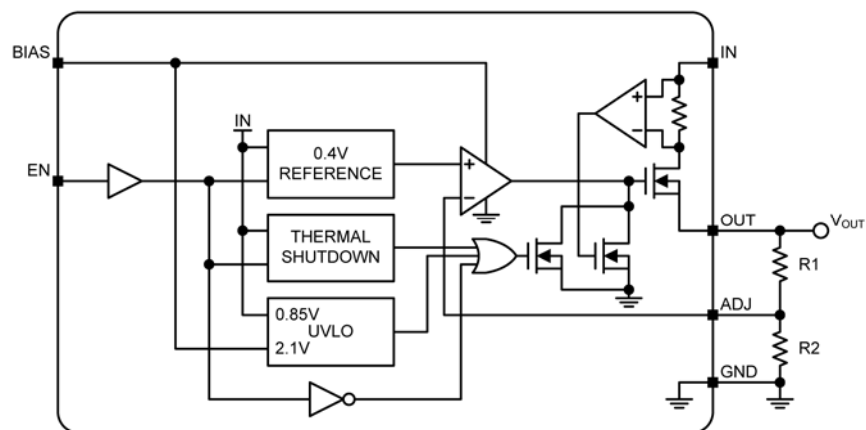 BIAS
IN
IN
+
−
0.4V
REFERENCE
EN
+
−
THERMAL
SHUTDOWN
OUT
V_OUT
R1
0.85V
UVLO
2.1V
ADJ
R2
GND